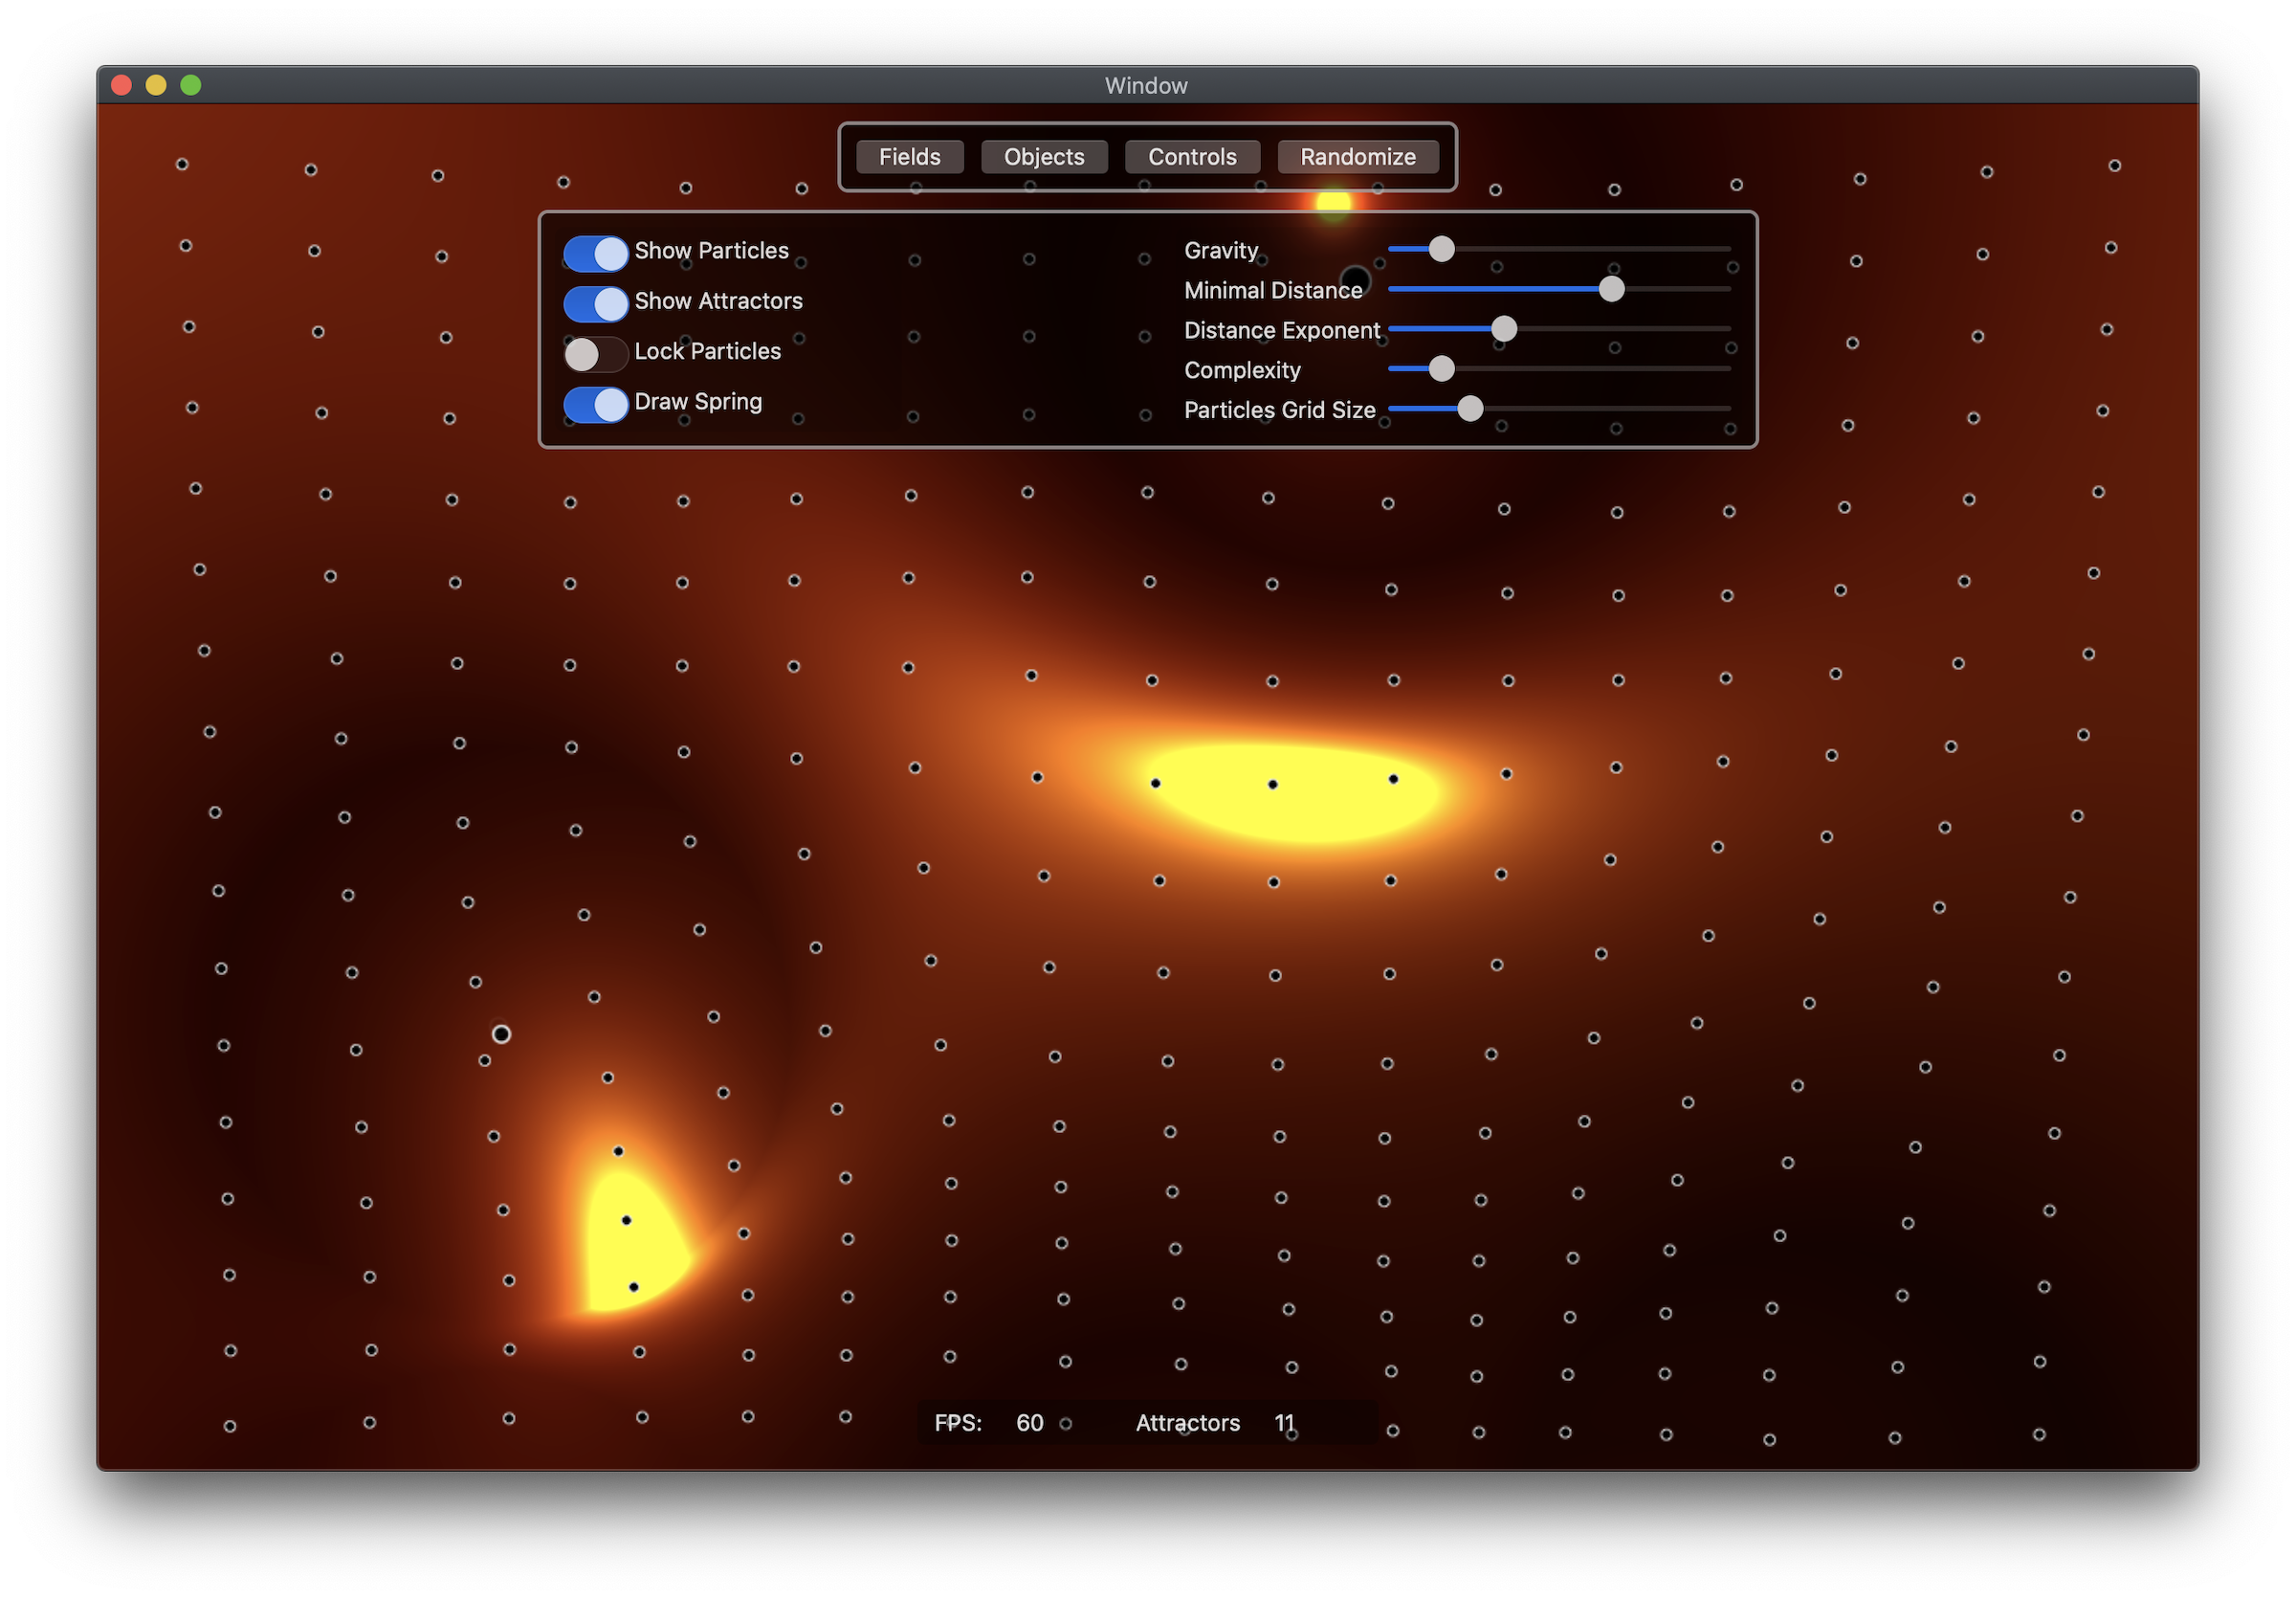 Window
Fields Objects Controls Randomize
Show Particles
Show Attractors
Lock Particles
Draw Spring
Gravity
Minimal Distance
Distance Exponent
Complexity
Particles Grid Size
FPS: 60 Attractors 11